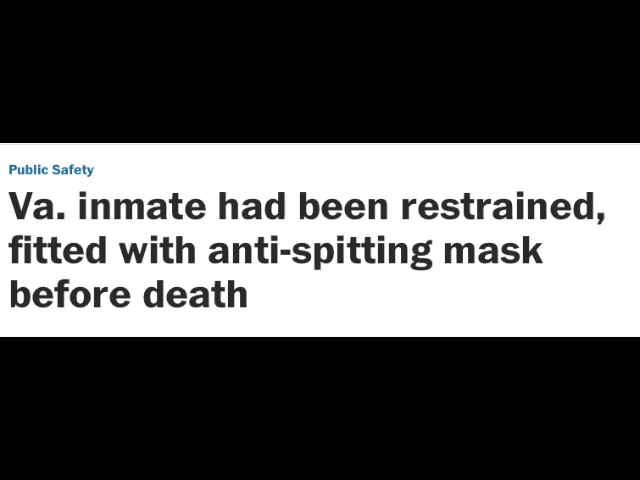 Public Safety
Va. inmate had been restrained,
fitted with anti-spitting mask
before death